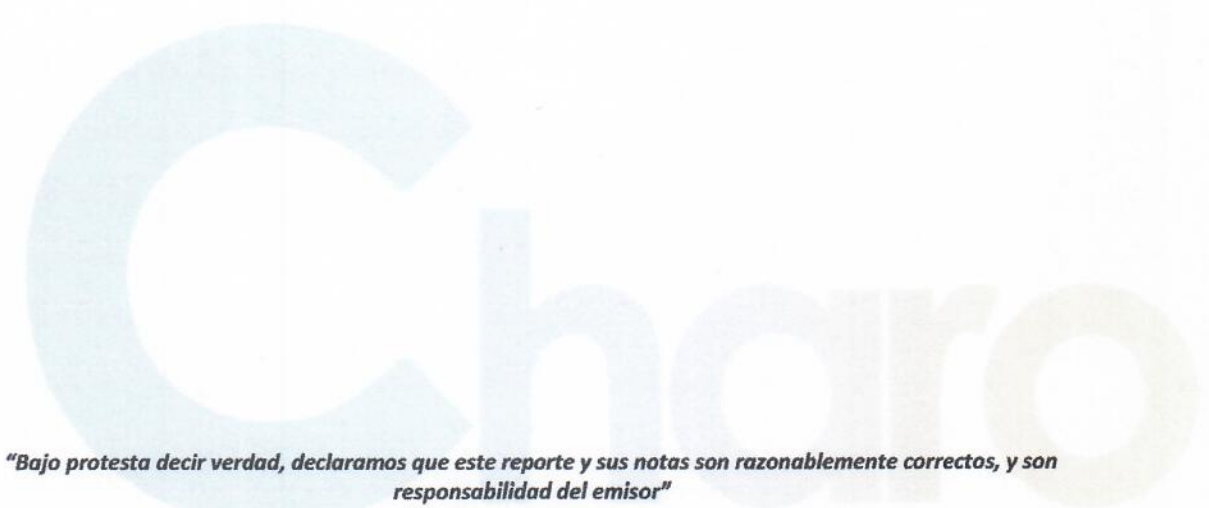 Charo
"Bajo protesta decir verdad, declaramos que este reporte y sus notas son razonablemente correctos, y son
responsabilidad del emisor"